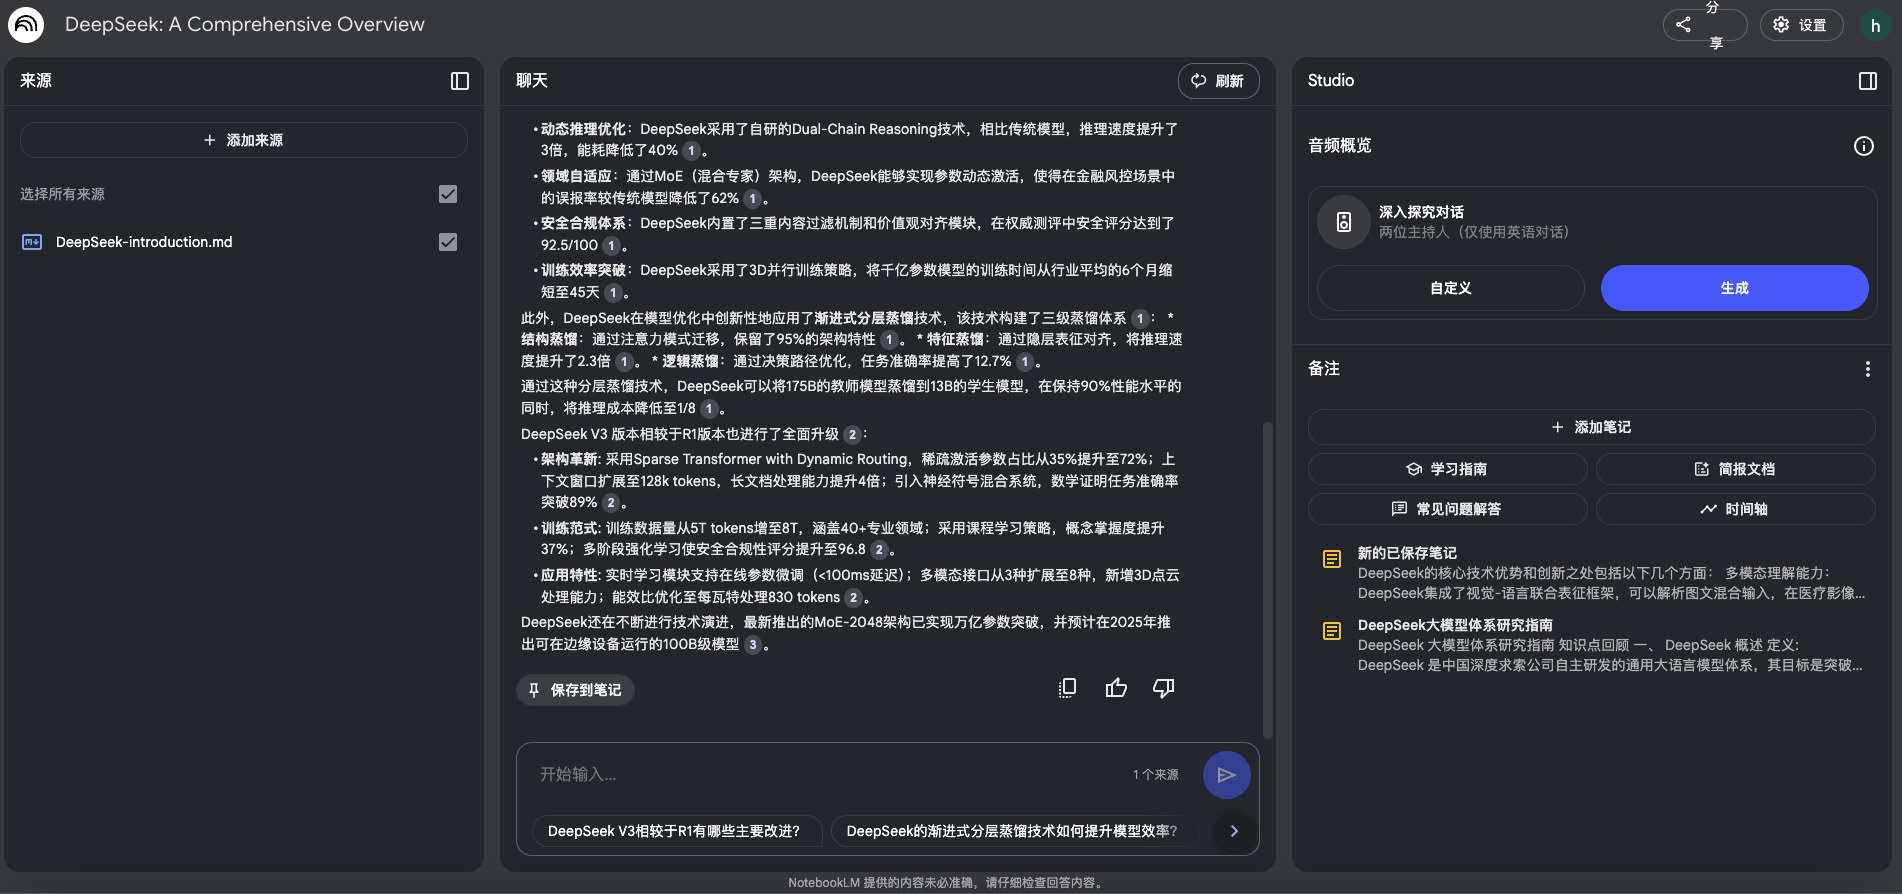 DeepSeek: A Comprehensive Overview
分享
设置
h
来源
添加来源
选择所有来源
DeepSeek-introduction.md
聊天
刷新
•动态推理优化：DeepSeek采用了自研的Dual-Chain Reasoning技术，相比传统模型，推理速度提升了
3倍，能耗降低了40% 1 。
•领域自适应：通过MoE（混合专家）架构，DeepSeek能够实现参数动态激活，使得在金融风控场景中
的误报率较传统模型降低了62% 1 。
•安全合规体系：DeepSeek内置了三重内容过滤机制和价值观对齐模块，在权威测评中安全评分达到了
92.5/100 1 。
•训练效率突破：DeepSeek采用了3D并行训练策略，将千亿参数模型的训练时间从行业平均的6个月缩
短至45天 1 。
此外，DeepSeek在模型优化中创新性地应用了渐进式分层蒸馏技术，该技术构建了三级蒸馏体系 1 ： *
结构蒸馏：通过注意力模式迁移，保留了95%的架构特性 1 。 * 特征蒸馏：通过隐层表征对齐，将推理速
度提升了2.3倍 1 。 * 逻辑蒸馏：通过决策路径优化，任务准确率提高了12.7% 1 。
通过这种分层蒸馏技术，DeepSeek可以将175B的教师模型蒸馏到13B的学生模型，在保持90%性能水平的
同时，将推理成本降低至1/8 1 。
DeepSeek V3 版本相较于R1版本也进行了全面升级 2 ：
•架构革新: 采用Sparse Transformer with Dynamic Routing，稀疏激活参数占比从35%提升至72%；上
下文窗口扩展至128k tokens，长文档处理能力提升4倍；引入神经符号混合系统，数学证明任务准确率
突破89% 2 。
•训练范式: 训练数据量从5T tokens增至8T，涵盖40+专业领域；采用课程学习策略，概念掌握度提升
37%；多阶段强化学习使安全合规性评分提升至96.8 2 。
•应用特性: 实时学习模块支持在线参数微调（<100ms延迟）；多模态接口从3种扩展至8种，新增3D点云
处理能力；能效比优化至每瓦特处理830 tokens 2 。
DeepSeek还在不断进行技术演进，最新推出的MoE-2048架构已实现万亿参数突破，并预计在2025年推
出可在边缘设备运行的100B级模型 3 。
保存到笔记
开始输入...
1 个来源
DeepSeek V3相较于R1有哪些主要改进？
DeepSeek的渐进式分层蒸馏技术如何提升模型效率？
Studio
音频概览
深入探究对话
两位主持人（仅使用英语对话）
自定义
生成
备注
添加笔记
学习指南
简报文档
常见问题解答
时间轴
新的已保存笔记
DeepSeek的核心技术优势和创新之处包括以下几个方面： 多模态理解能力：
DeepSeek集成了视觉-语言联合表征框架，可以解析图文混合输入，在医疗影像...
DeepSeek大模型体系研究指南
DeepSeek 大模型体系研究指南 知识点回顾 一、 DeepSeek 概述 定义:
DeepSeek 是中国深度求索公司自主研发的通用大语言模型体系，其目标是突破...
NotebookLM 提供的内容未必准确，请仔细检查回答内容。